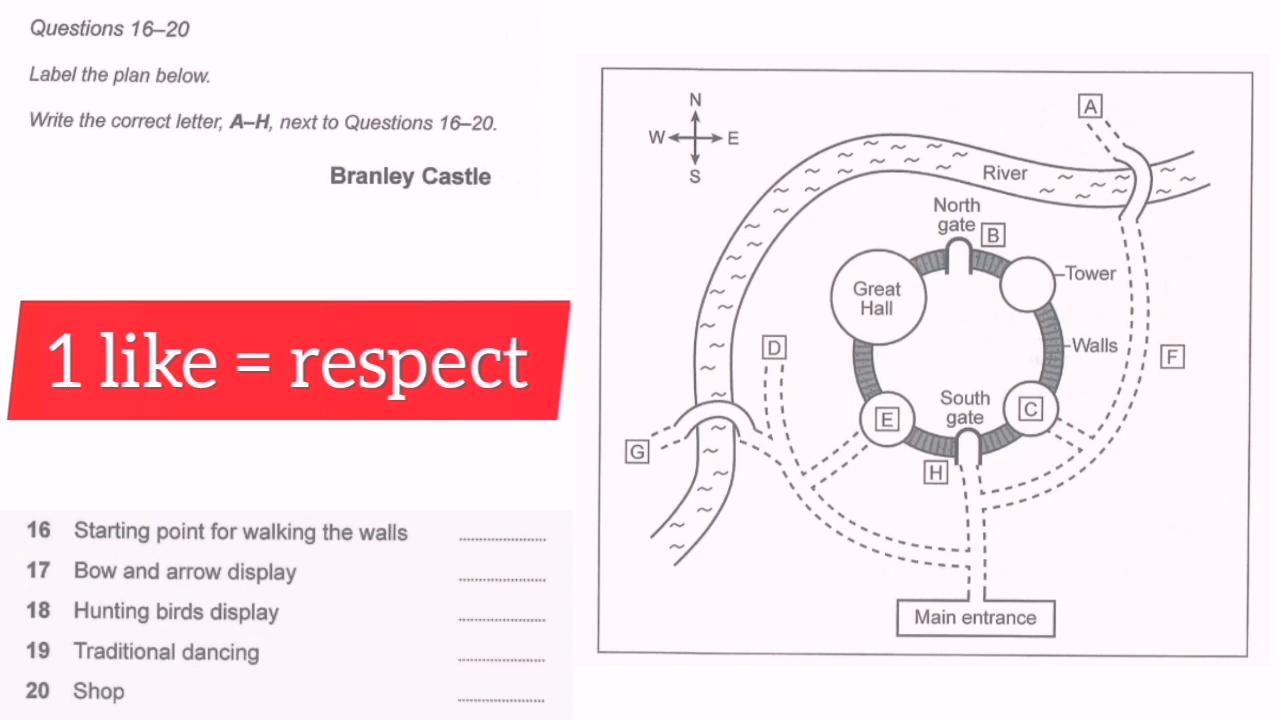 Questions 16–20
Label the plan below.
Write the correct letter, A–H, next to Questions 16–20.
Branley Castle
1 like = respect
16 Starting point for walking the walls ........................
17 Bow and arrow display ........................
18 Hunting birds display ........................
19 Traditional dancing ........................
20 Shop ........................
N
W E
S
A
River
North
gate
B
Tower
Great
Hall
Walls
D
F
South
gate
C
E
G
H
Main entrance